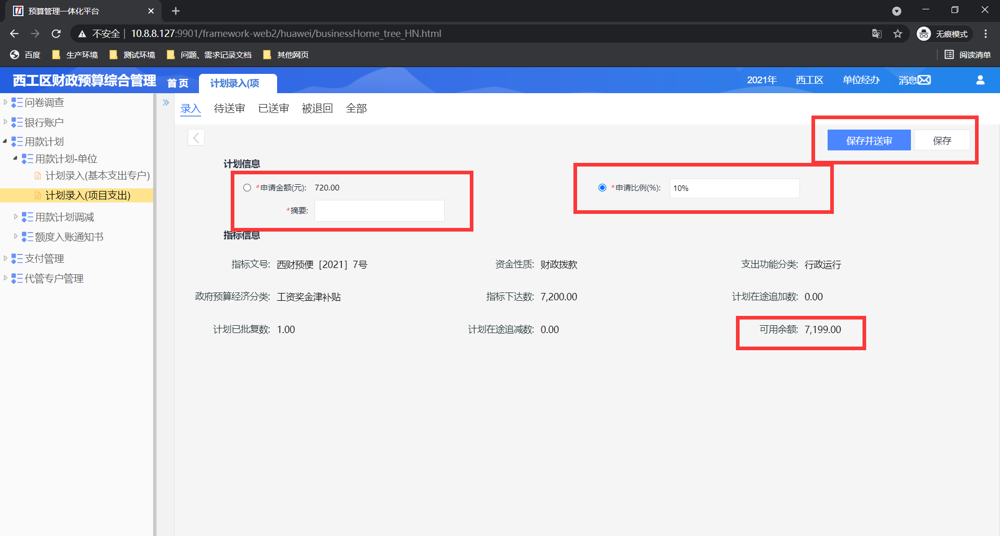 预算管理一体化平台
不安全 10.8.8.127:9901/framework-web2/huawei/businessHome_tree_HN.html
无痕模式
百度 生产环境 测试环境 问题、需求记录文档 其他网页 阅读清单
西工区财政预算综合管理 首页 计划录入(项 2021年 西工区 单位经办 消息
问卷调查
银行账户
用款计划
用款计划-单位
计划录入(基本支出专户)
计划录入(项目支出)
用款计划调减
额度入账通知书
支付管理
代管专户管理
录入 待送审 已送审 被退回 全部
保存并送审 保存
计划信息
*申请金额(元): 720.00 *申请比例(%): 10%
*摘要:
指标信息
指标文号: 西财预便［2021］7号 资金性质: 财政拨款 支出功能分类: 行政运行
政府预算经济分类: 工资奖金津补贴 指标下达数: 7,200.00 计划在途追加数: 0.00
计划已批复数: 1.00 计划在途追减数: 0.00 可用余额: 7,199.00